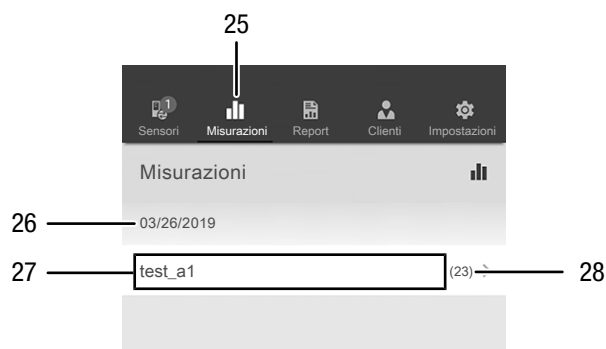 25
1
Sensori Misurazioni Report Clienti Impostazioni
Misurazioni
26 03/26/2019
27 test_a1 (23) 28